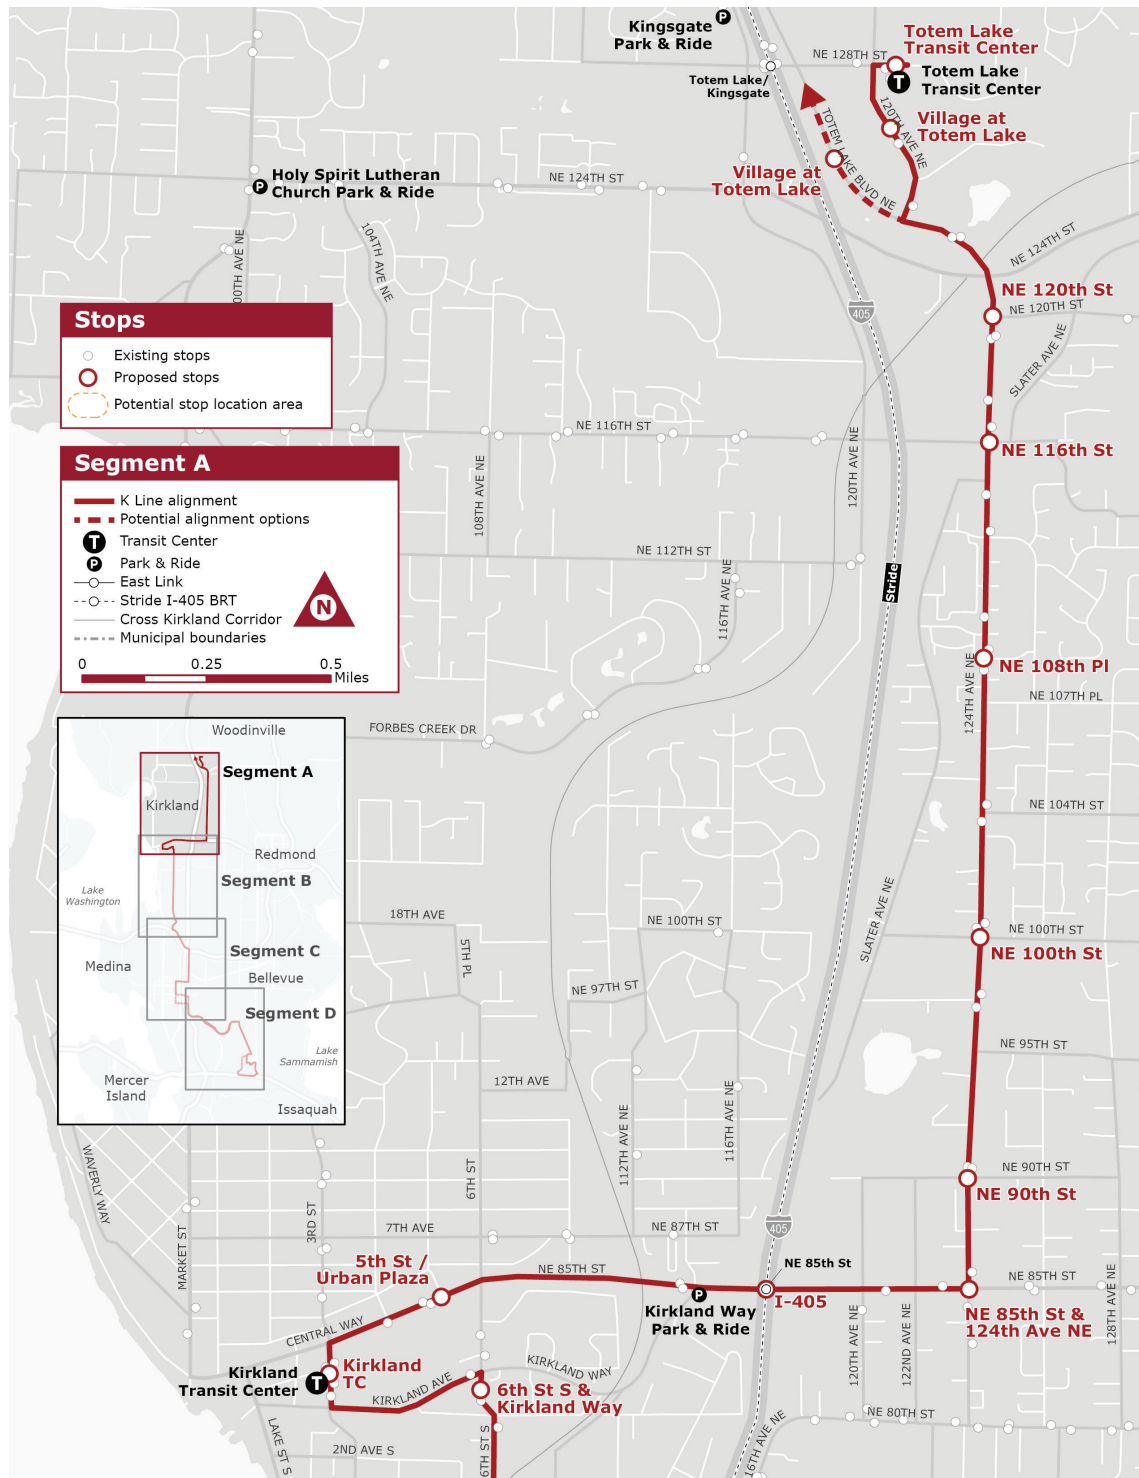 Kingsgate
Park & Ride
P
Totem Lake
Transit Center
NE 128TH ST
T
Totem Lake
Transit Center
Totem Lake/
Kingsgate
120TH AVE NE
Village at
Totem Lake
TOTEM LAKE BLVD NE
Village at
Totem Lake
P
Holy Spirit Lutheran
Church Park & Ride
NE 124TH ST
104TH AVE NE
00TH AVE NE
NE 124TH ST
NE 120th St
NE 120TH ST
405
SLATER AVE NE
Stops
Existing stops
Proposed stops
Potential stop location area
NE 116TH ST
NE 116th St
120TH AVE NE
108TH AVE NE
Segment A
K Line alignment
Potential alignment options
T
Transit Center
P
Park & Ride
East Link
Stride I-405 BRT
Cross Kirkland Corridor
Municipal boundaries
N
0
0.25
0.5
Miles
NE 112TH ST
116TH AVE NE
Stride
124TH AVE NE
NE 108th Pl
NE 107TH PL
FORBES CREEK DR
NE 104TH ST
Woodinville
Segment A
Kirkland
Redmond
Segment B
Lake
Washington
Segment C
Medina
Bellevue
Segment D
Lake
Sammamish
Mercer
Island
Issaquah
18TH AVE
5TH PL
NE 100TH ST
SLATER AVE NE
NE 100TH ST
NE 100th St
NE 97TH ST
NE 95TH ST
12TH AVE
112TH AVE NE
116TH AVE NE
WAVERLY WAY
MARKET ST
3RD ST
6TH ST
7TH AVE
NE 87TH ST
NE 90TH ST
NE 90th St
405
5th St /
Urban Plaza
NE 85TH ST
NE 85th St
I-405
P
Kirkland Way
Park & Ride
NE 85TH ST
NE 85th St &
124th Ave NE
120TH AVE NE
122ND AVE NE
128TH AVE NE
CENTRAL WAY
Kirkland
Transit Center
T
Kirkland
TC
KIRKLAND AVE
KIRKLAND WAY
6th St S &
Kirkland Way
LAKE ST S
2ND AVE S
6TH ST S
16TH AVE NE
NE 80TH ST